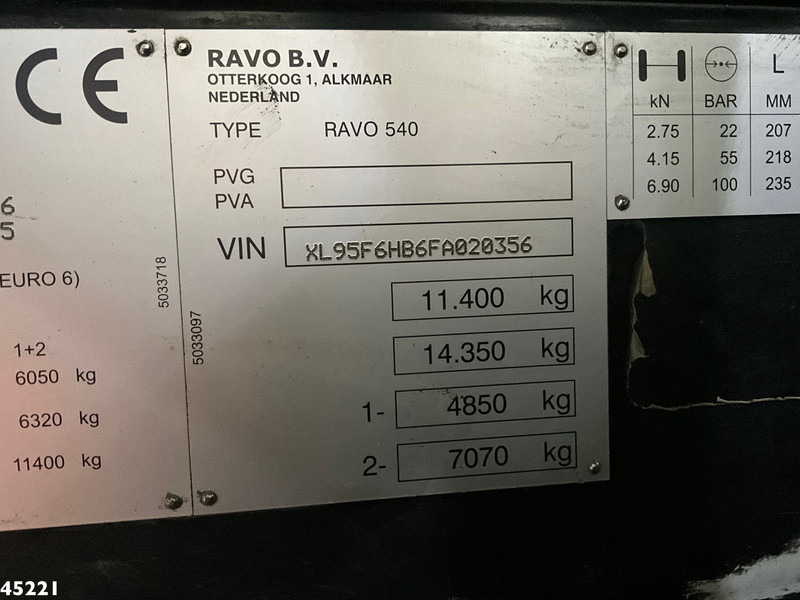 CE
6
5
(EURO 6)
1+2
6050 kg
6320 kg
11400 kg
5033718
RAVO B.V.
OTTERKOOG 1, ALKMAAR
NEDERLAND
TYPE RAVO 540
PVG
PVA
VIN XL95F6HB6FA020356
11.400 kg
14.350 kg
1- 4850 kg
2- 7070 kg
5033097
L
kN BAR MM
2.75 22 207
4.15 55 218
6.90 100 235
45221